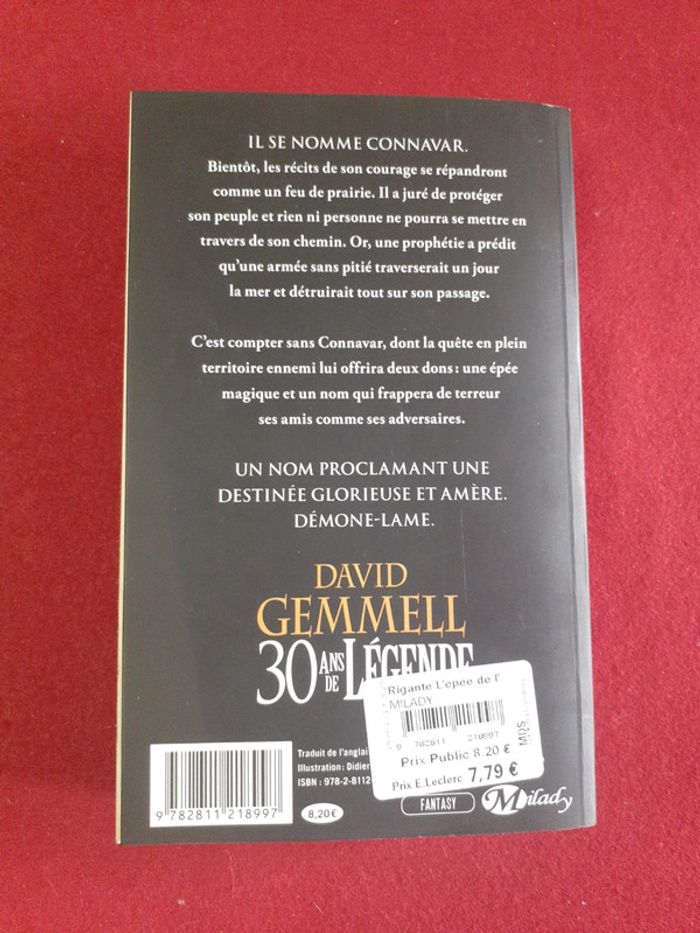 IL SE NOMME CONNAVAR.
Bientôt, les récits de son courage se répandront
comme un feu de prairie. Il a juré de protéger
son peuple et rien ni personne ne pourra se mettre en
travers de son chemin. Or, une prophétie a prédit
qu'une armée sans pitié traverserait un jour
la mer et détruirait tout sur son passage.
C'est compter sans Connavar, dont la quête en plein
territoire ennemi lui offrira deux dons : une épée
magique et un nom qui frappera de terreur
ses amis comme ses adversaires.
UN NOM PROCLAMANT UNE
DESTINÉE GLORIEUSE ET AMÈRE.
DÉMONE-LAME.
DAVID
GEMMELL
30 ANS DE LÉGENDE
Rigante L'epée de l'
MILADY
9 782811 218997
MDS
Prix Public 8.20 €
Prix E.Leclerc 7,79 €
Traduit de l'anglai
Illustration : Didier
ISBN : 978-2-8112
9 782811 218997
8,20€
FANTASY
Milady